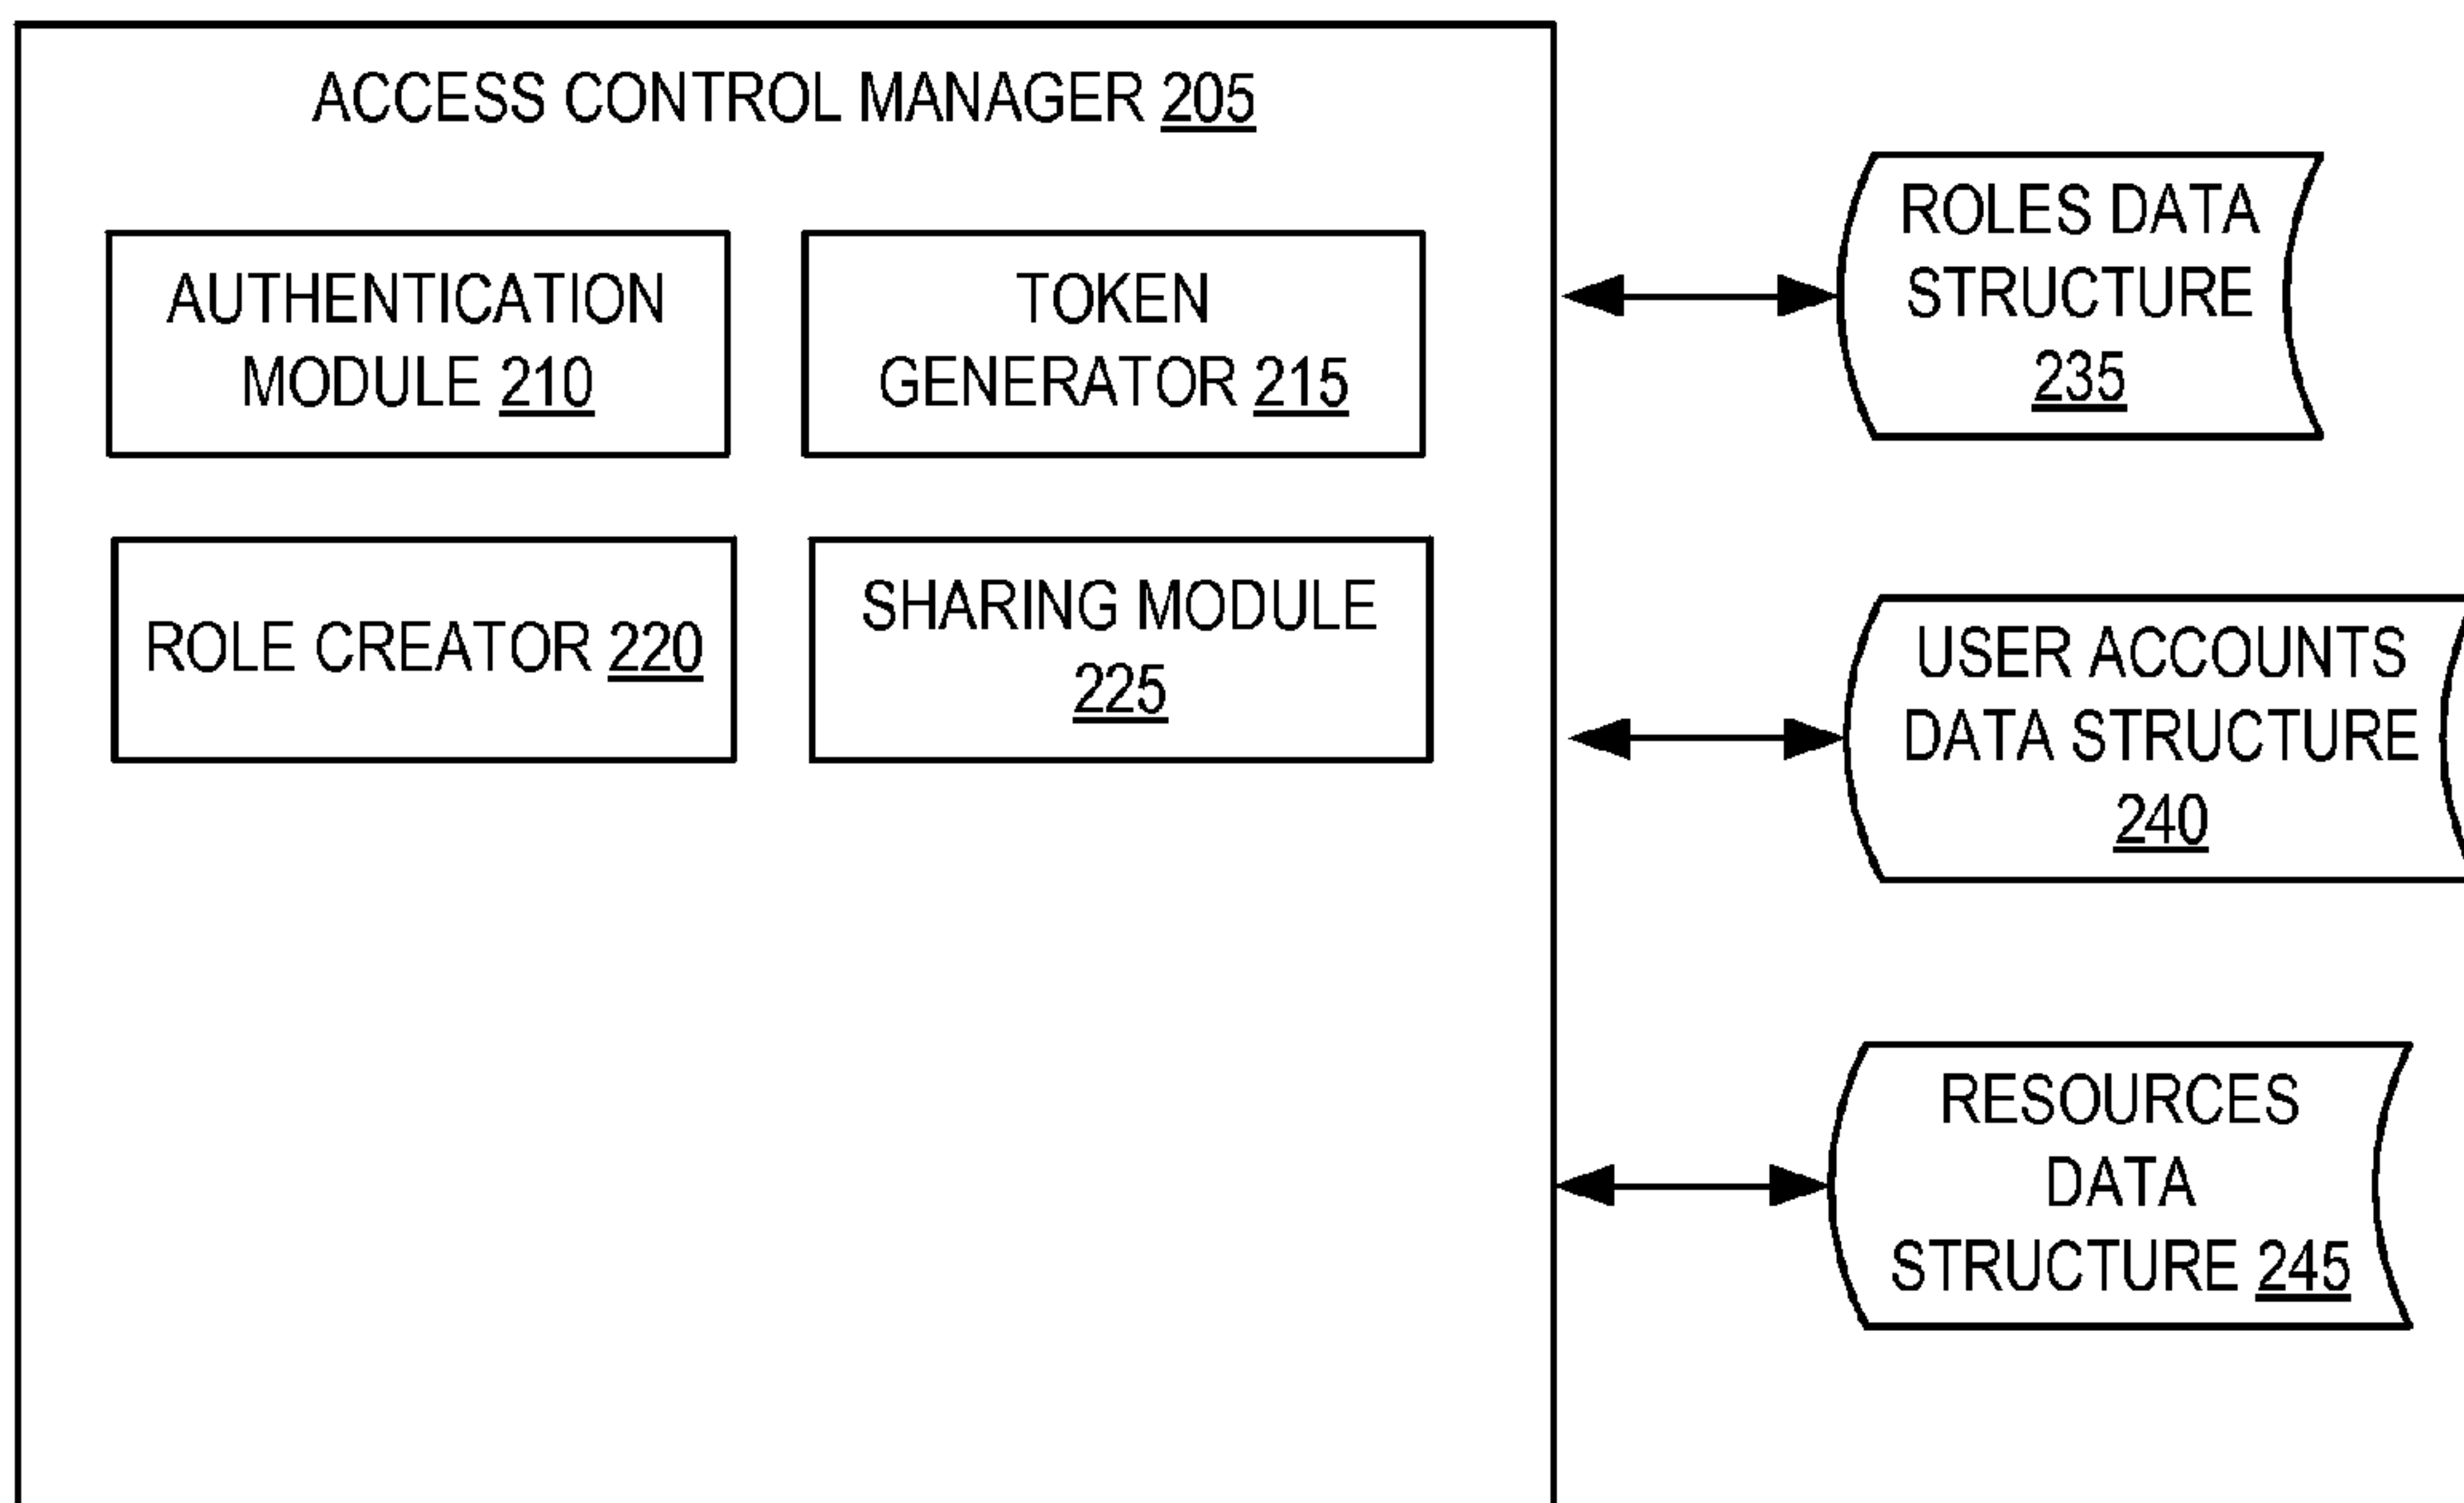 ACCESS CONTROL MANAGER 205
AUTHENTICATION
MODULE 210
TOKEN
GENERATOR 215
ROLE CREATOR 220
SHARING MODULE
225
ROLES DATA
STRUCTURE
235
USER ACCOUNTS
DATA STRUCTURE
240
RESOURCES
DATA
STRUCTURE 245